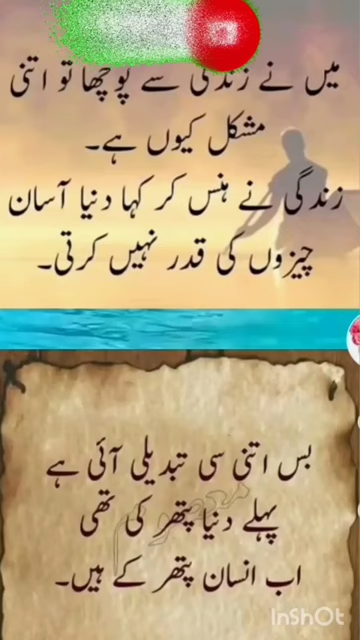 میں نے زندگی سے پوچھا تو اتنی
مشکل کیوں ہے۔
زندگی نے ہنس کر کہا دنیا آسان
چیزوں کی قدر نہیں کرتی۔
بس اتنی سی تبدیلی آئی ہے
پہلے دنیا پتھر کی تھی
اب انسان پتھر کے ہیں۔
InShOt